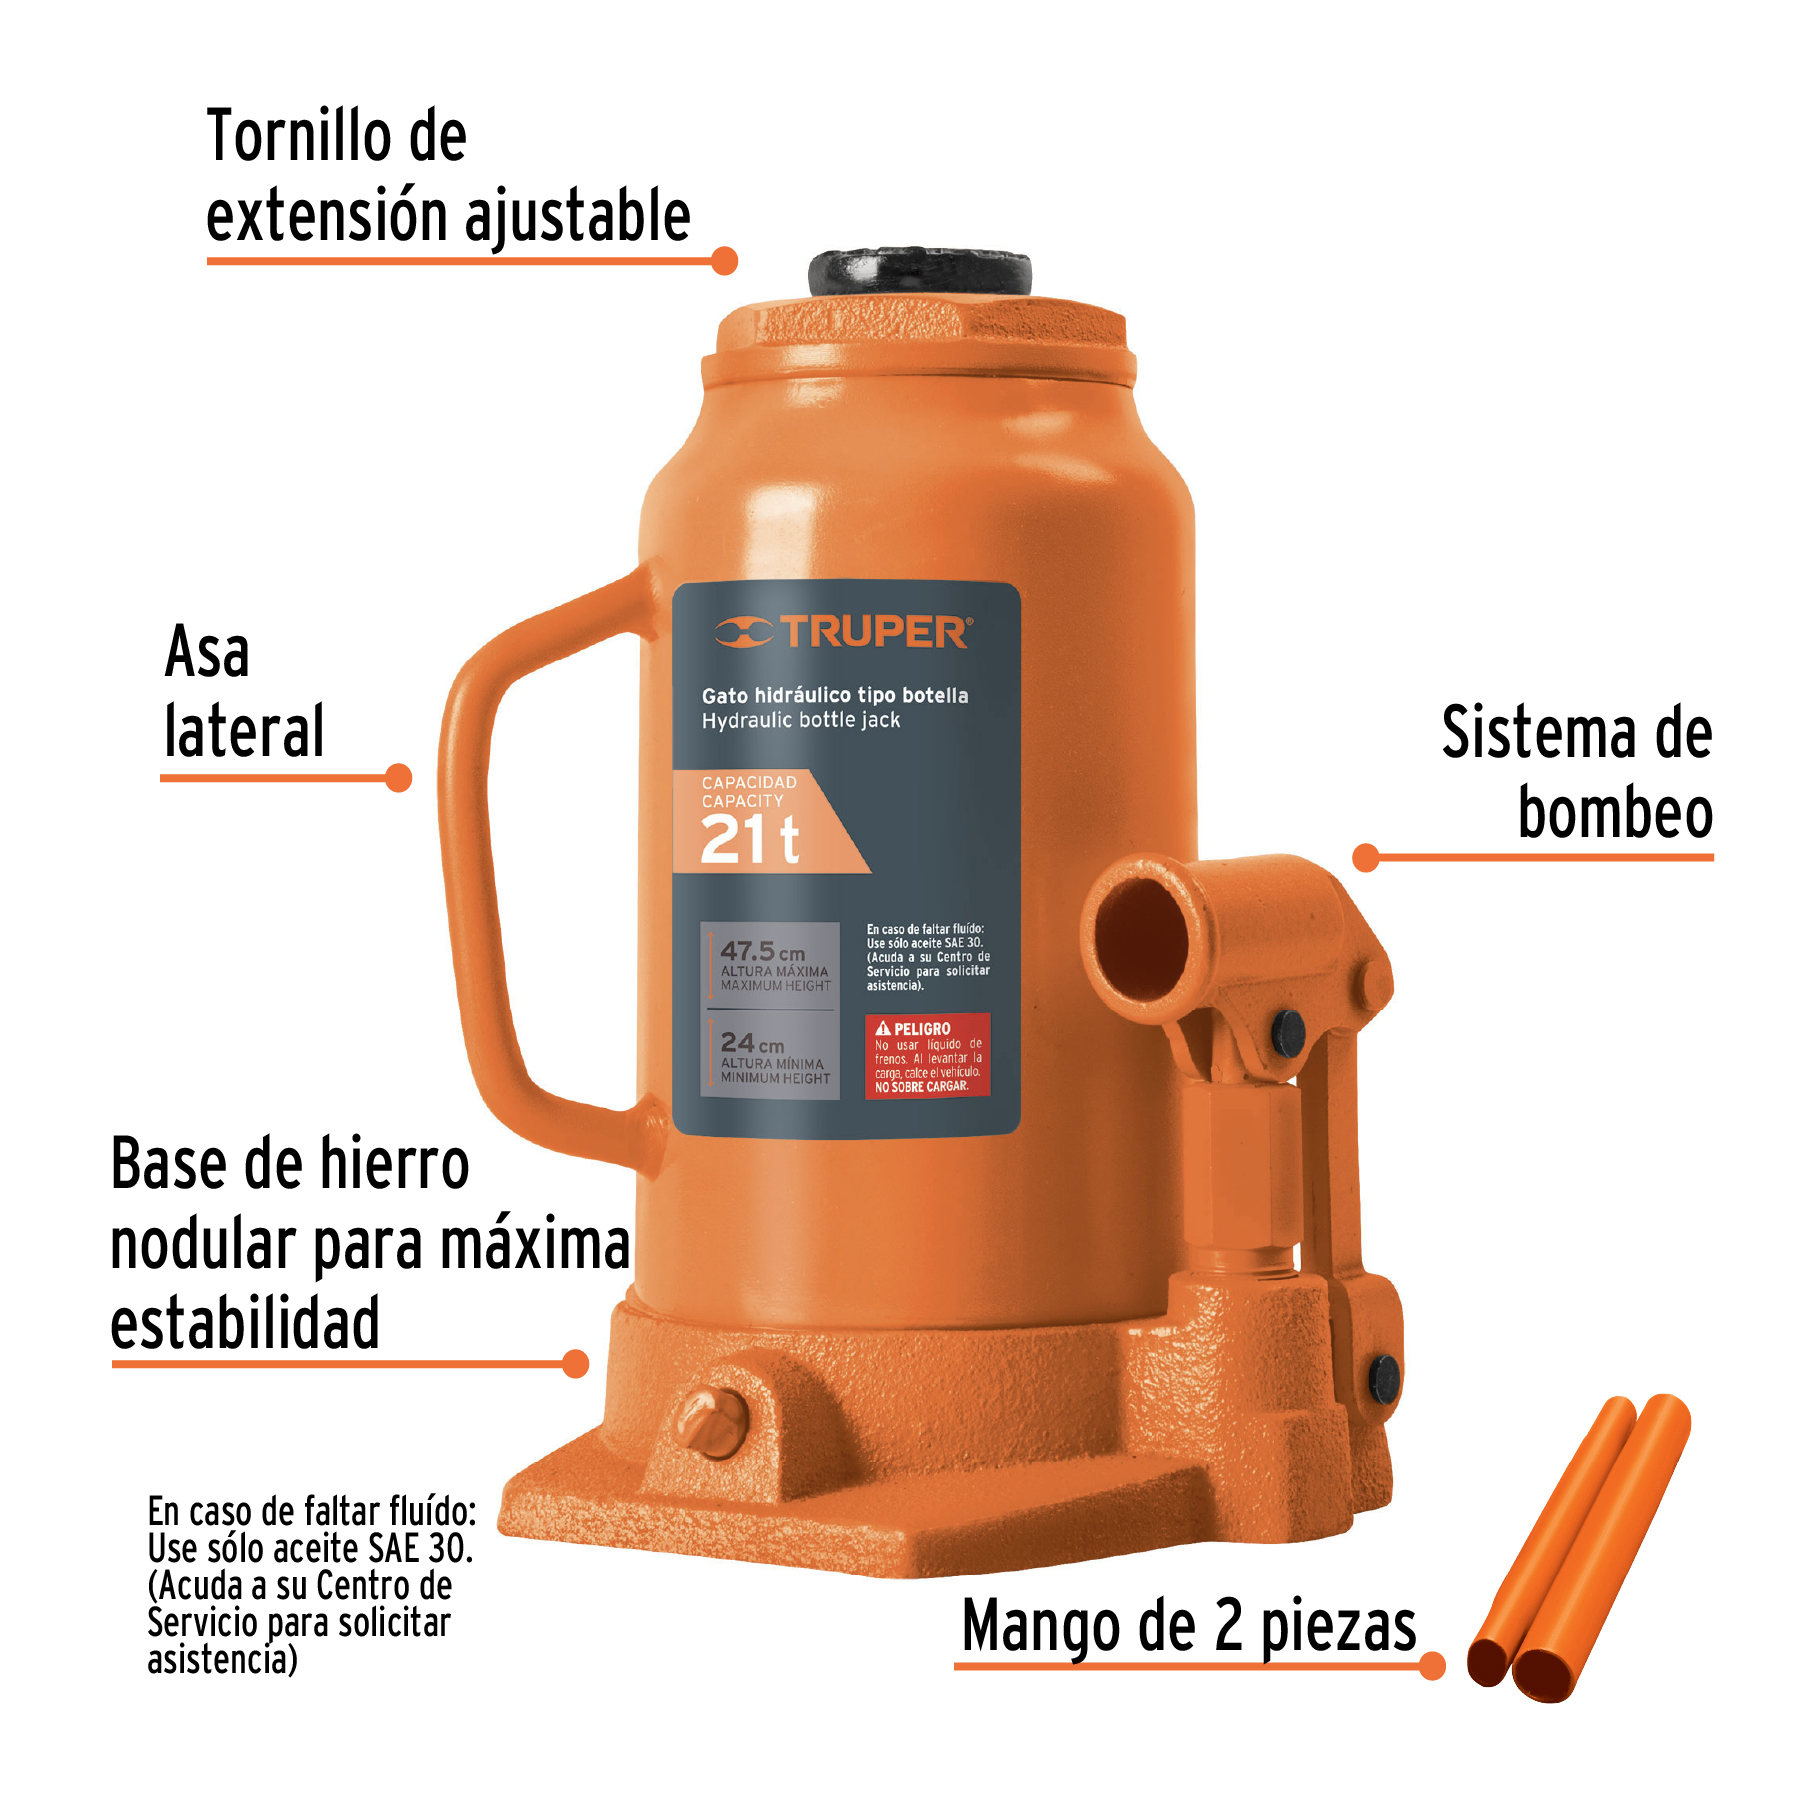 Tornillo de
extensión ajustable
Asa
lateral
TRUPER®
Gato hidráulico tipo botella
Hydraulic bottle jack
CAPACIDAD
CAPACITY
21 t
47.5 cm
ALTURA MÁXIMA
MAXIMUM HEIGHT
24 cm
ALTURA MÍNIMA
MINIMUM HEIGHT
En caso de faltar fluído:
Use sólo aceite SAE 30.
(Acuda a su Centro de
Servicio para solicitar
asistencia).
PELIGRO
No usar líquido de
frenos. Al levantar la
carga, calce el vehículo.
NO SOBRE CARGAR.
Sistema de
bombeo
Base de hierro
nodular para máxima
estabilidad
En caso de faltar fluído:
Use sólo aceite SAE 30.
(Acuda a su Centro de
Servicio para solicitar
asistencia)
Mango de 2 piezas